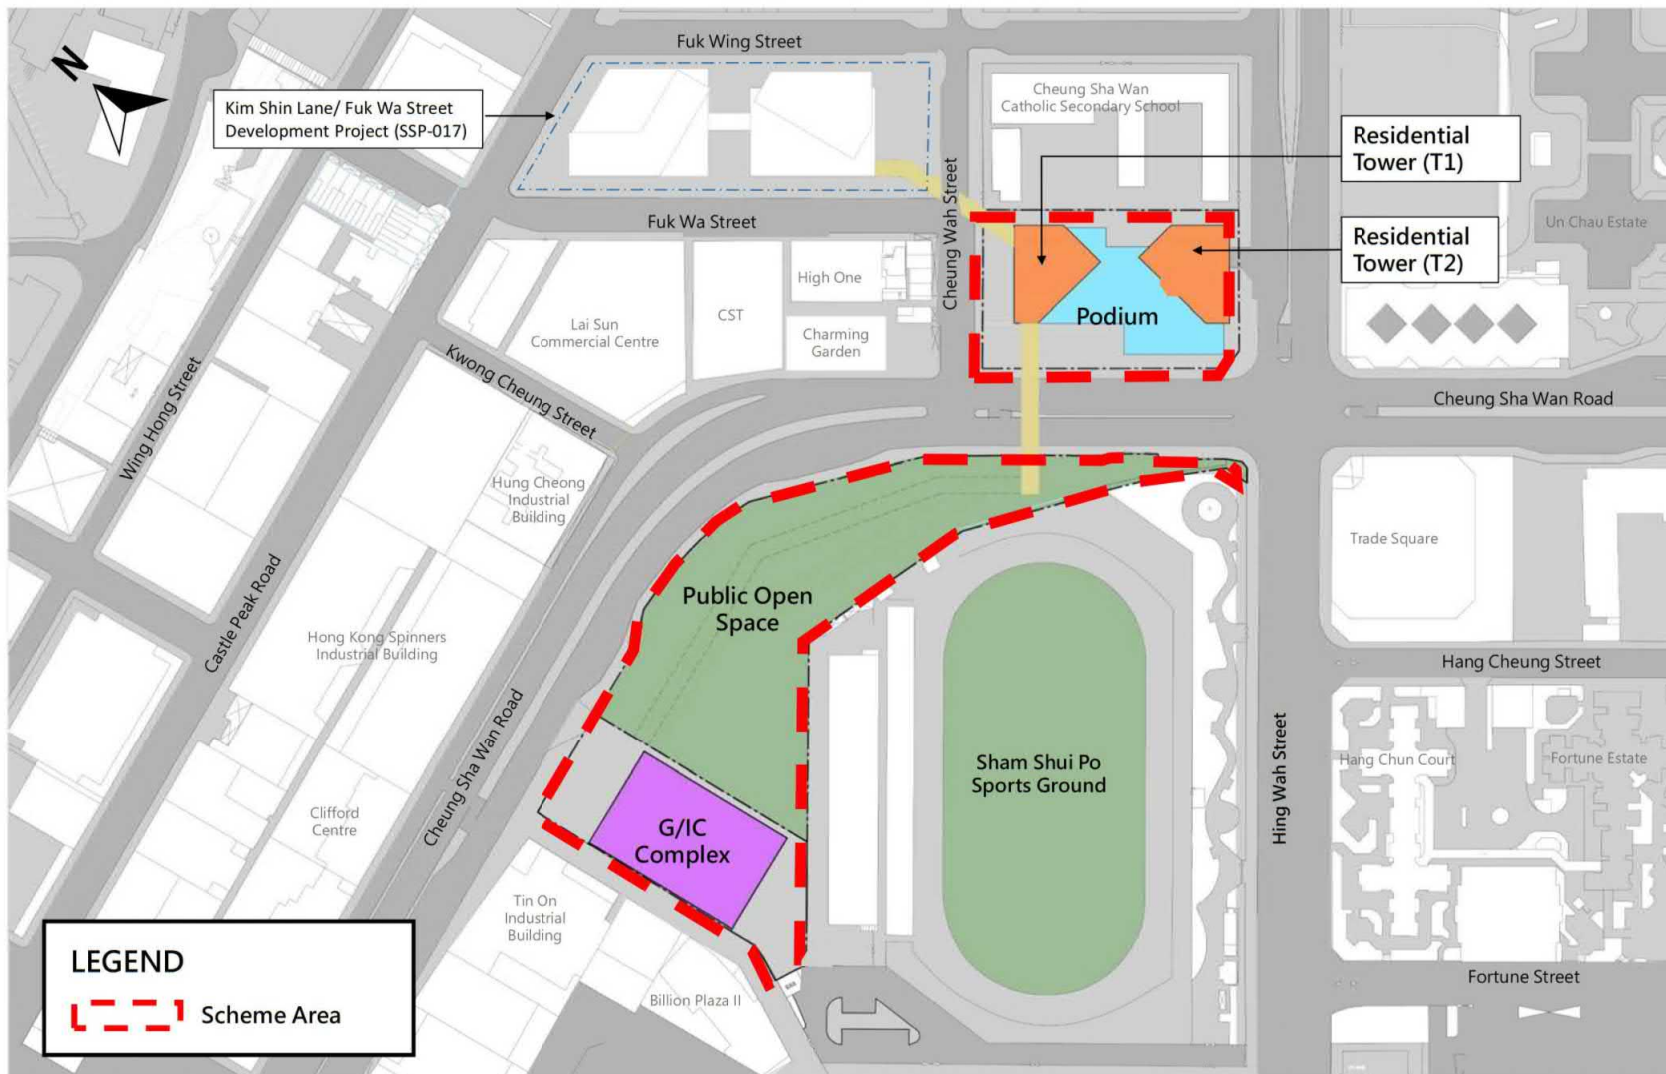 Fuk Wing Street
N
Kim Shin Lane/ Fuk Wa Street
Development Project (SSP-017)
Cheung Sha Wan
Catholic Secondary School
Residential
Tower (T1)
Cheung Wah Street
Fuk Wa Street
Un Chau Estate
Residential
Tower (T2)
High One
CST
Podium
Lai Sun
Commercial Centre
Charming
Garden
Kwong Cheung Street
Wing Hong Street
Cheung Sha Wan Road
Hung Cheong
Industrial
Building
Trade Square
Castle Peak Road
Public Open
Space
Hong Kong Spinners
Industrial Building
Hang Cheung Street
Cheung Sha Wan Road
Hing Wah Street
Sham Shui Po
Sports Ground
Hang Chun Court
Fortune Estate
Clifford
Centre
G/IC
Complex
Tin On
Industrial
Building
LEGEND
Scheme Area
Billion Plaza II
Fortune Street